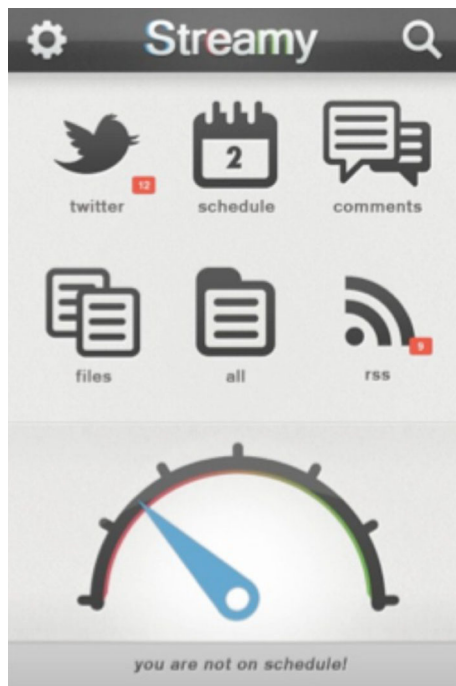 Streamy
12
2
twitter schedule comments
9
files all rss
you are not on schedule!